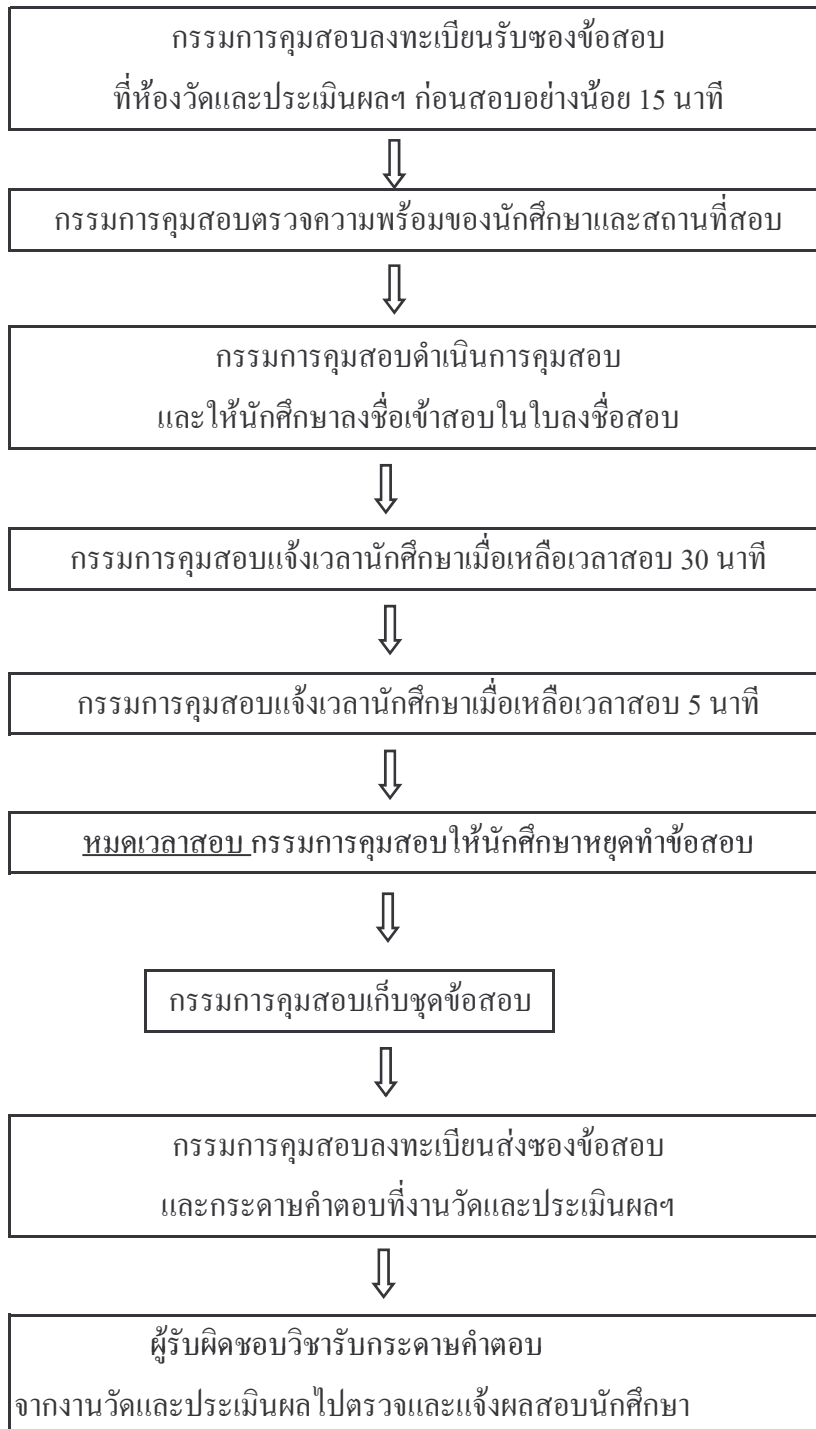 กรรมการคุมสอบลงทะเบียนรับซองข้อสอบ
ที่ห้องวัดและประเมินผลฯ ก่อนสอบอย่างน้อย 15 นาที
กรรมการคุมสอบตรวจความพร้อมของนักศึกษาและสถานที่สอบ
กรรมการคุมสอบดำเนินการคุมสอบ
และให้นักศึกษาลงชื่อเข้าสอบในใบลงชื่อสอบ
กรรมการคุมสอบแจ้งเวลานักศึกษาเมื่อเหลือเวลาสอบ 30 นาที
กรรมการคุมสอบแจ้งเวลานักศึกษาเมื่อเหลือเวลาสอบ 5 นาที
หมดเวลาสอบ กรรมการคุมสอบให้นักศึกษาหยุดทำข้อสอบ
กรรมการคุมสอบเก็บชุดข้อสอบ
กรรมการคุมสอบลงทะเบียนส่งซองข้อสอบ
และกระดาษคำตอบที่งานวัดและประเมินผลฯ
ผู้รับผิดชอบวิชารับกระดาษคำตอบ
จากงานวัดและประเมินผลไปตรวจและแจ้งผลสอบนักศึกษา